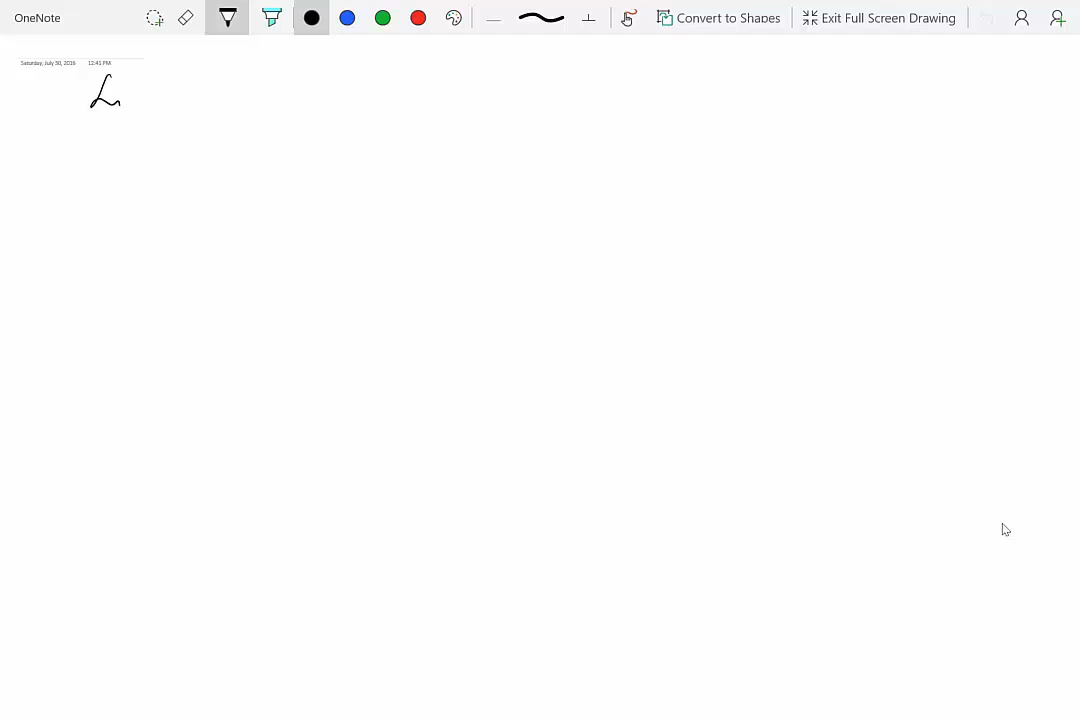 OneNote Convert to Shapes Exit Full Screen Drawing
Saturday, July 30, 2016 12:41 PM
L